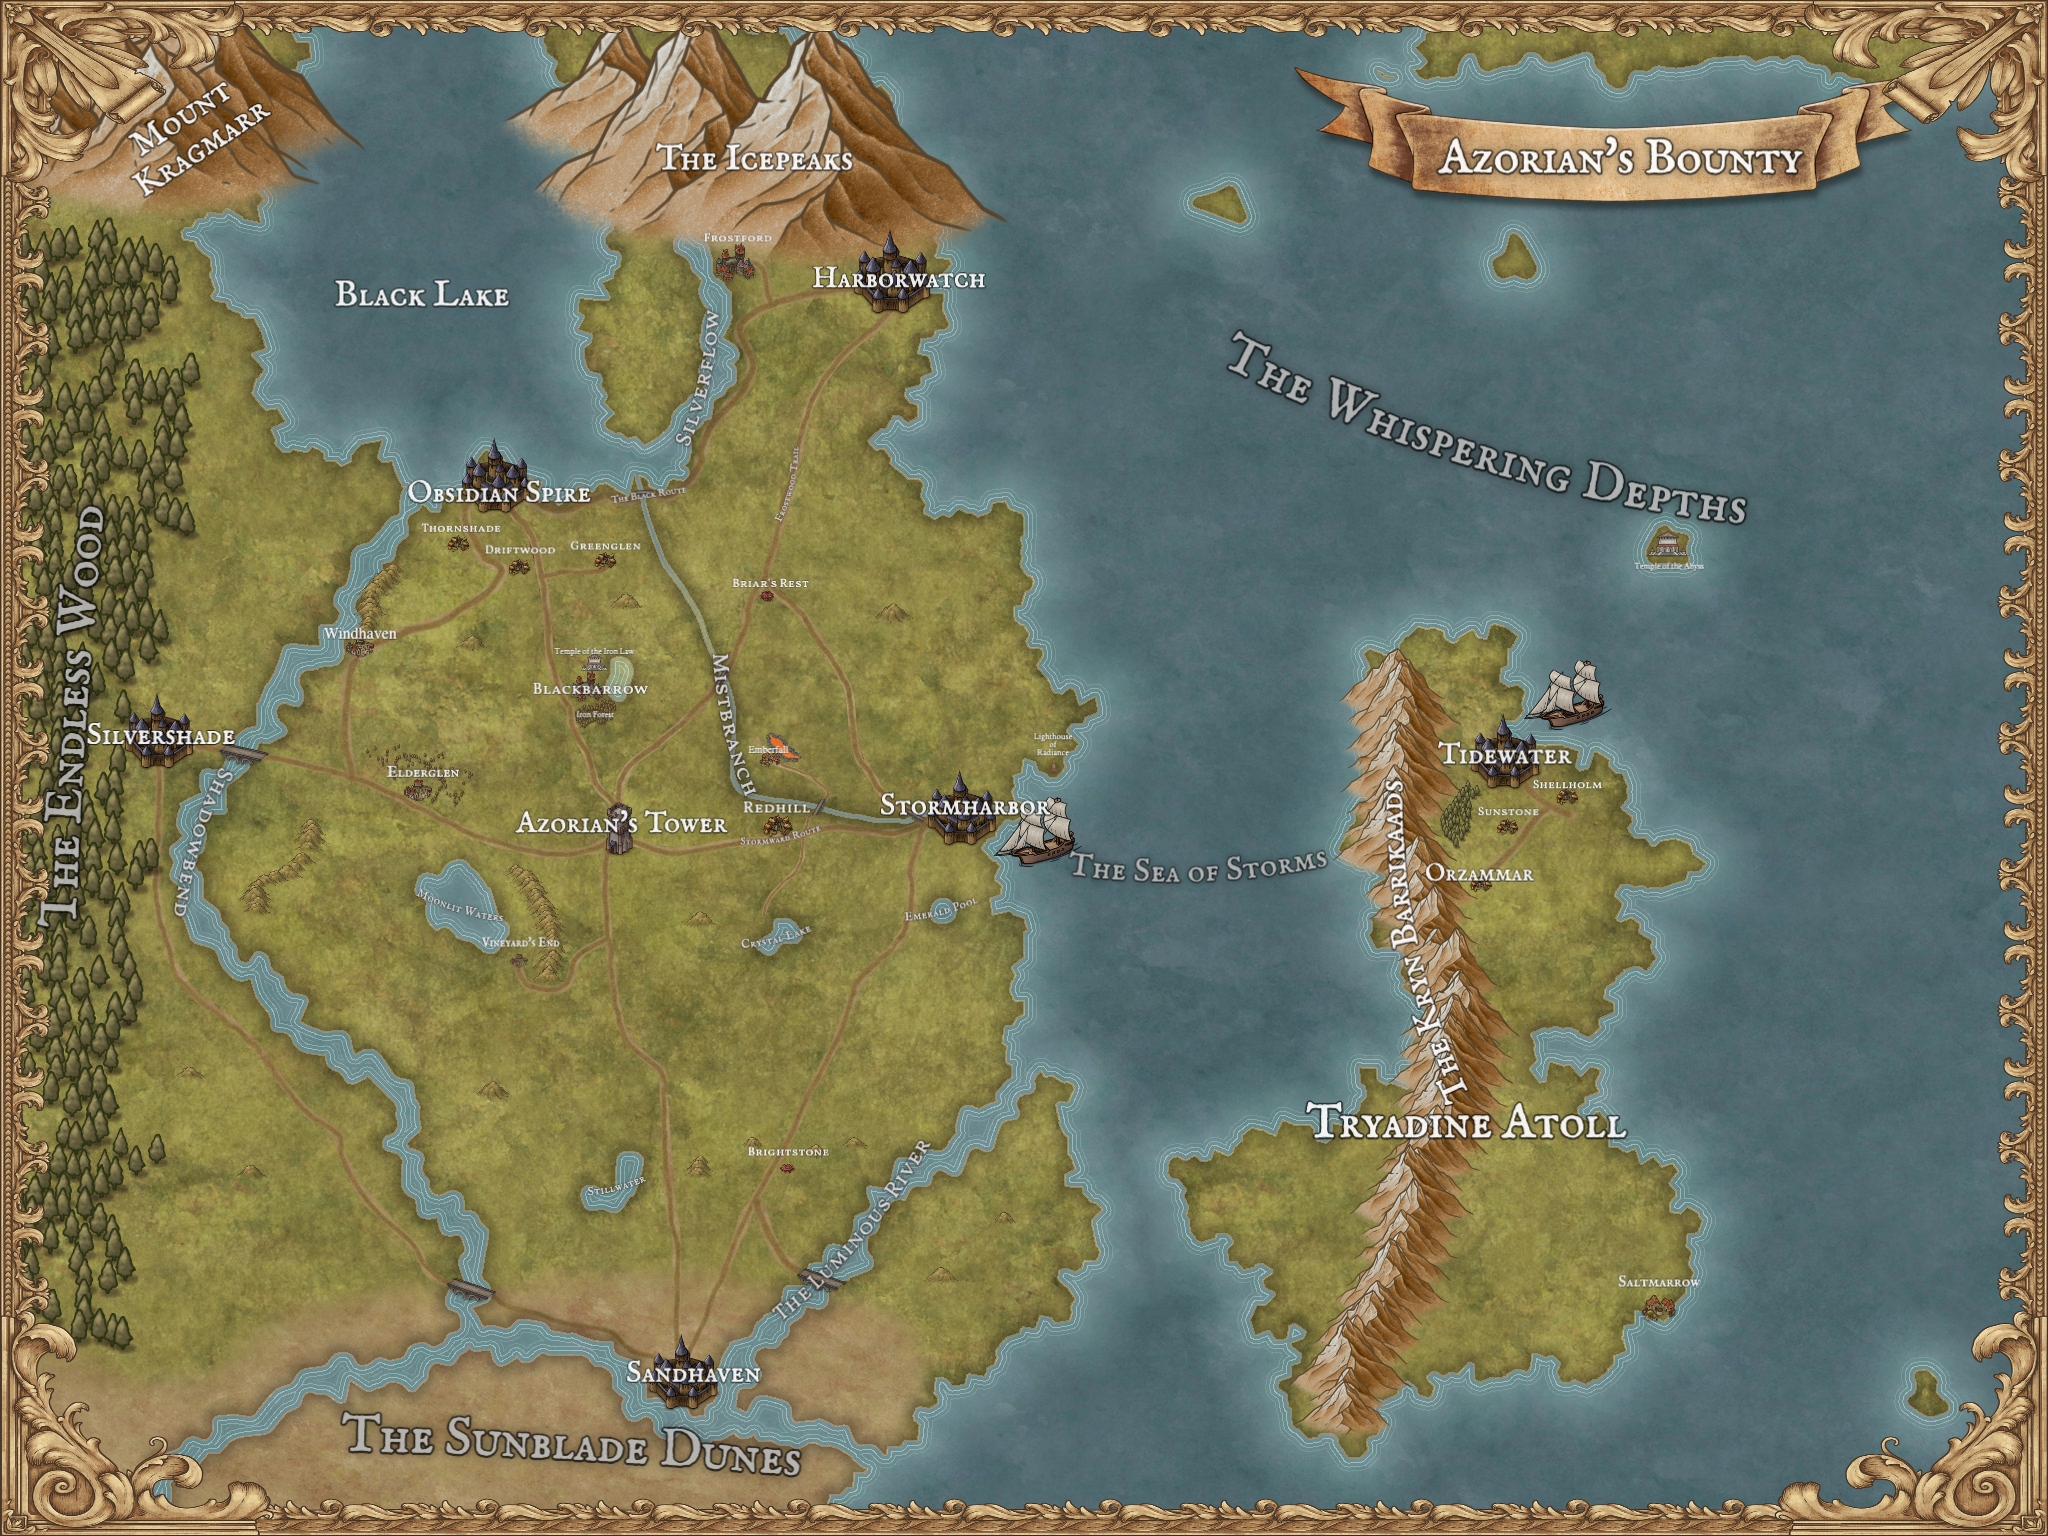 Mount
Kragmarr
The Icepeaks
Azorian's Bounty
Frostford
Harborwatch
Black Lake
Silverflow
The Whispering Depths
Obsidian Spire
The Black Route
Frostwood Trail
Thornshade
Driftwood
Greenglen
Temple of the Abyss
Briar's Rest
Windhaven
Temple of the Iron Law
Blackbarrow
Iron Forest
Mistbranch
The Endless Wood
Silvershade
Emberfall
Lighthouse
of
Radiance
Tidewater
Elderglen
Shellholm
Shadowbend
Redhill
Stormharbor
Sunstone
Azorian's Tower
Stormward Route
The Sea of Storms
Orzammar
The Kryn Barrikaads
Moonlit Waters
Emerald Pool
Vineyard's End
Crystal Lake
Tryadine Atoll
Brightstone
Stillwater
The Luminous River
Saltmarrow
Sandhaven
The Sunblade Dunes